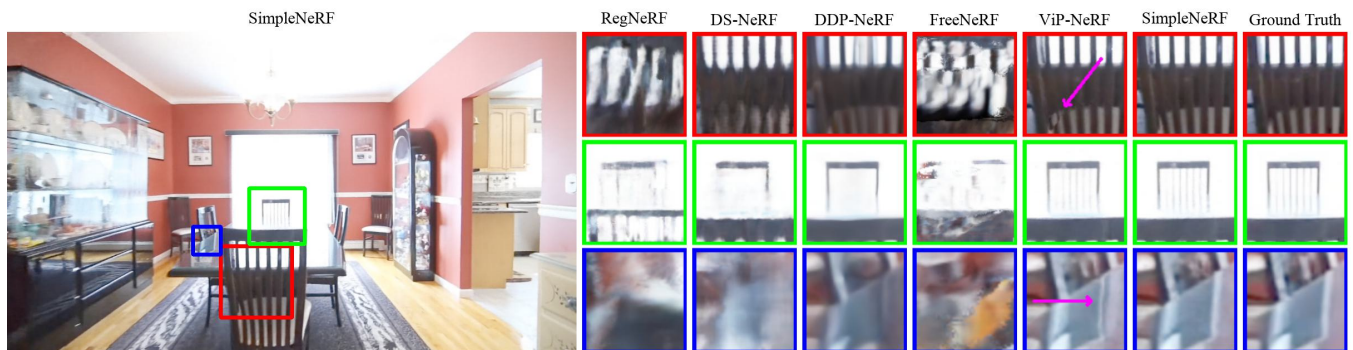 SimpleNeRF
RegNeRF DS-NeRF DDP-NeRF FreeNeRF ViP-NeRF SimpleNeRF Ground Truth